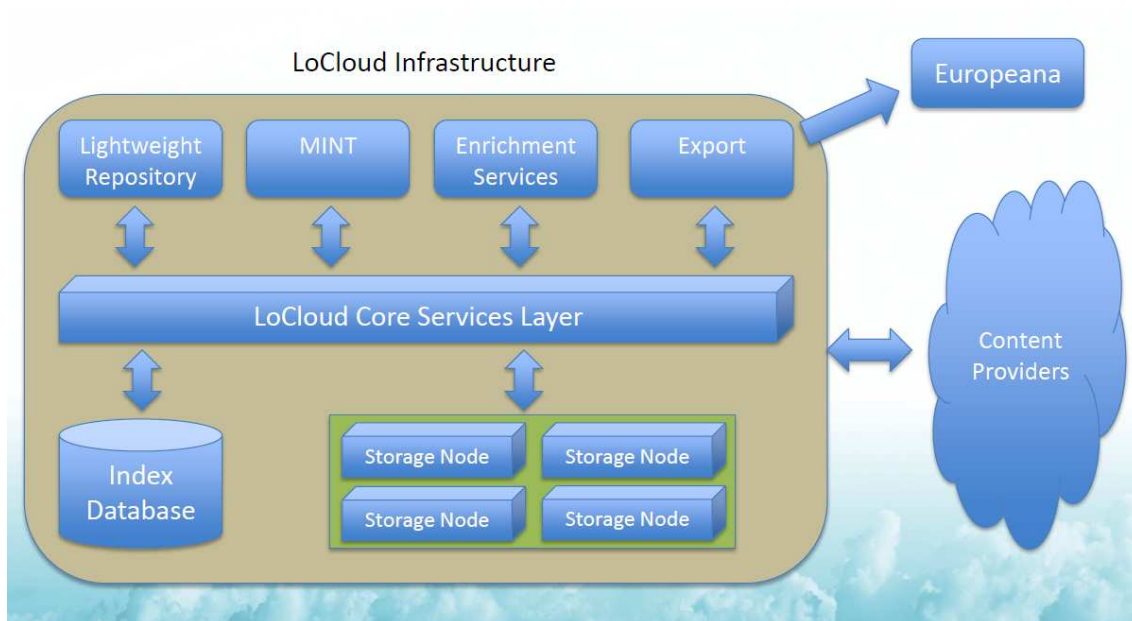 LoCloud Infrastructure
Europeana
Lightweight
Repository
MINT
Enrichment
Services
Export
LoCloud Core Services Layer
Content
Providers
Index
Database
Storage Node
Storage Node
Storage Node
Storage Node